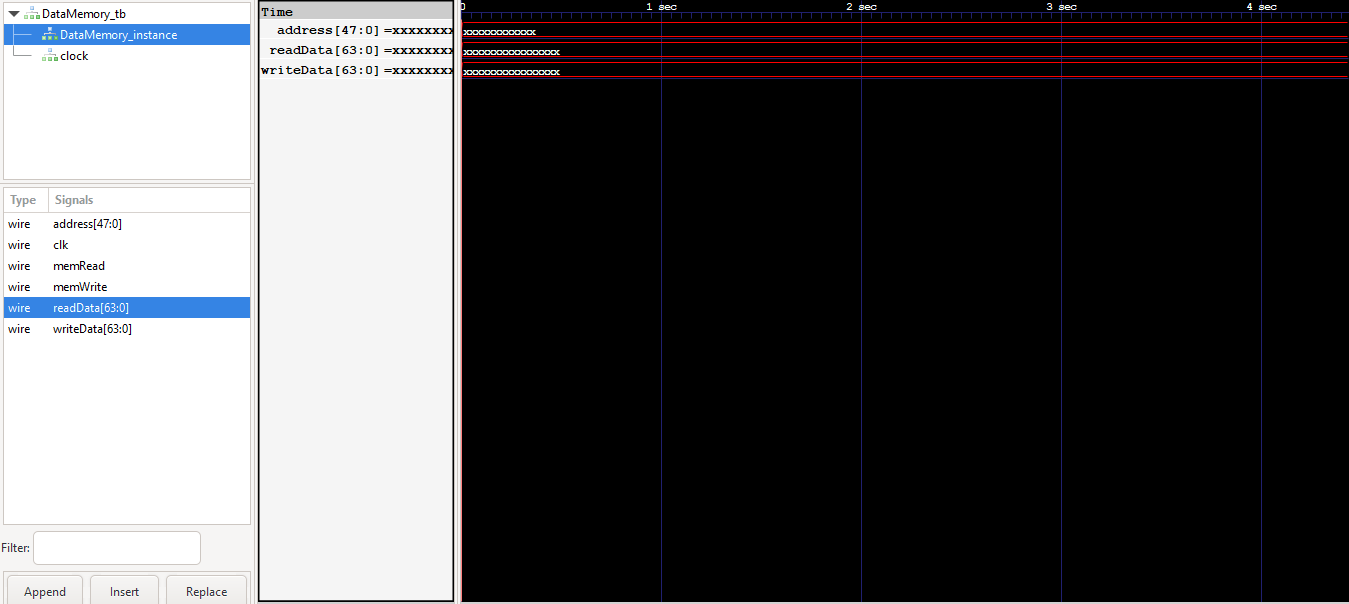 DataMemory_tb
DataMemory_instance
clock
Type Signals
wire address[47:0]
wire clk
wire memRead
wire memWrite
wire readData[63:0]
wire writeData[63:0]
Filter:
Append Insert Replace
Time
address[47:0] =xxxxxxxx
readData[63:0] =xxxxxxxx
writeData[63:0] =xxxxxxxx
0 1 sec 2 sec 3 sec 4 sec
xxxxxxxxxxxx
xxxxxxxxxxxxxxxx
xxxxxxxxxxxxxxxx